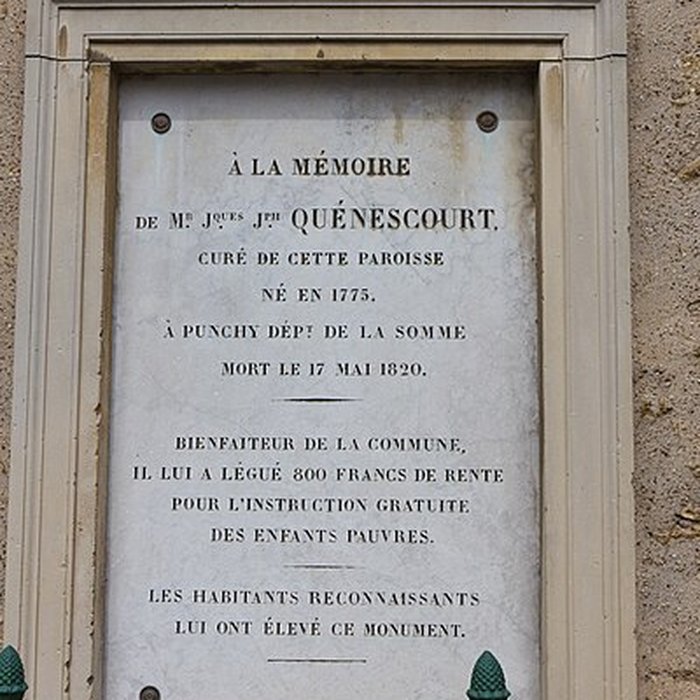 À LA MÉMOIRE
DE MR. JQUES JPH QUÉNESCOURT.
CURÉ DE CETTE PAROISSE
NÉ EN 1775.
À PUNCHY DÉPT. DE LA SOMME
MORT LE 17 MAI 1820.
BIENFAITEUR DE LA COMMUNE,
IL LUI A LÉGUÉ 800 FRANCS DE RENTE
POUR L'INSTRUCTION GRATUITE
DES ENFANTS PAUVRES.
LES HABITANTS RECONNAISSANTS
LUI ONT ÉLEVÉ CE MONUMENT.